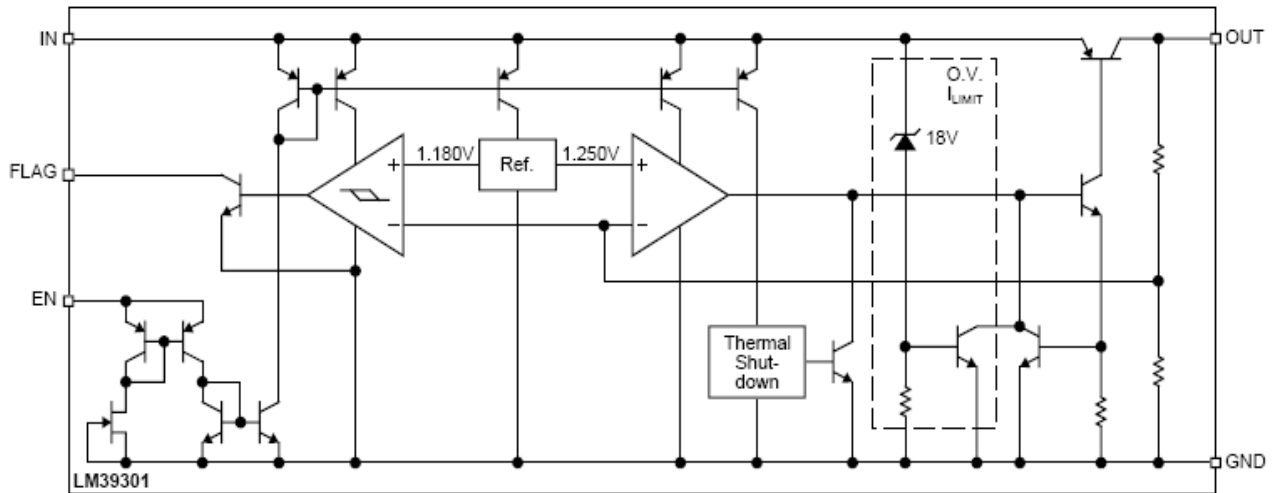 IN
OUT
O.V.
ILIMIT
18V
1.180V
Ref.
1.250V
FLAG
+
+
−
−
EN
Thermal
Shut-
down
GND
LM39301